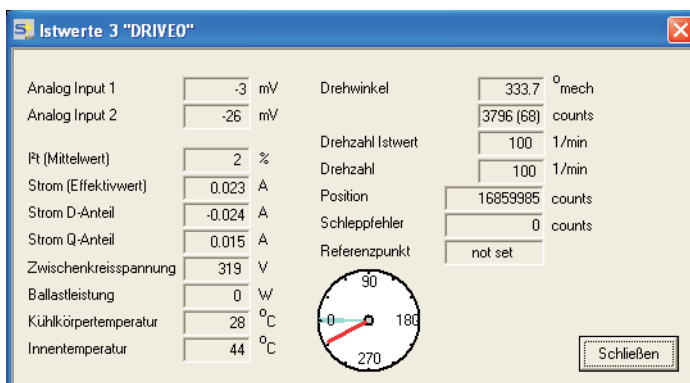 Istwerte 3 "DRIVE0"
Analog Input 1 -3 mV
Analog Input 2 -26 mV
I²t (Mittelwert) 2 %
Strom (Effektivwert) 0.023 A
Strom D-Anteil -0.024 A
Strom Q-Anteil 0.015 A
Zwischenkreisspannung 319 V
Ballastleistung 0 W
Kühlkörpertemperatur 28 °C
Innentemperatur 44 °C
Drehwinkel 333.7 °mech
3796 (68) counts
Drehzahl Istwert 100 1/min
Drehzahl 100 1/min
Position 16859985 counts
Schleppfehler 0 counts
Referenzpunkt not set
90
0 180
270
Schließen